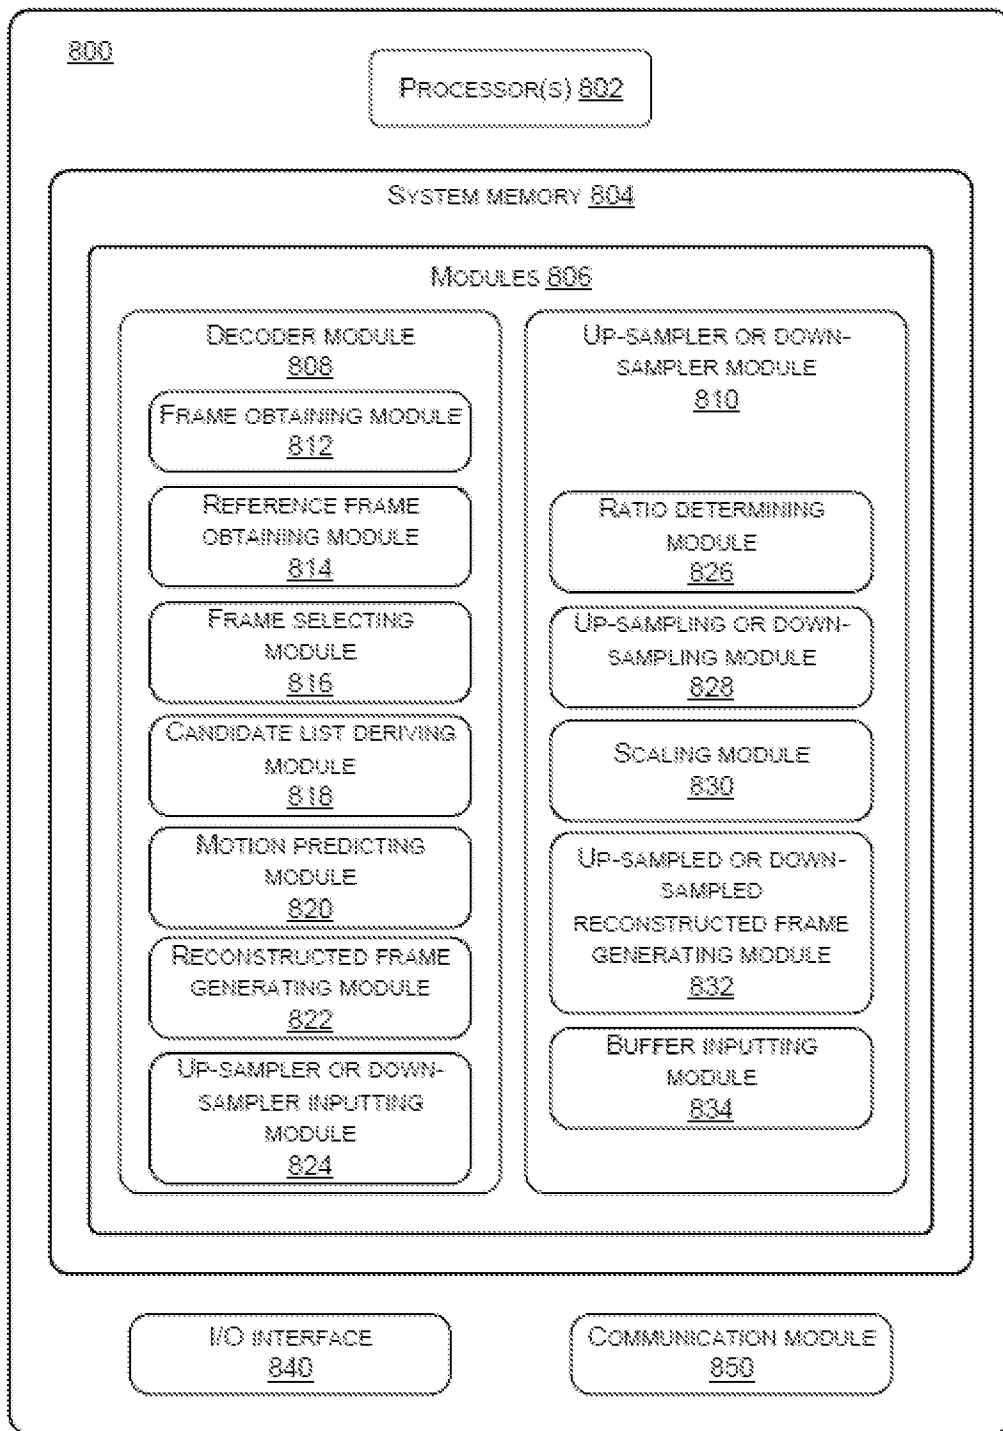 800
PROCESSOR(S) 802
SYSTEM MEMORY 804
MODULES 806
DECODER MODULE
808
FRAME OBTAINING MODULE
812
REFERENCE FRAME
OBTAINING MODULE
814
FRAME SELECTING
MODULE
816
CANDIDATE LIST DERIVING
MODULE
818
MOTION PREDICTING
MODULE
820
RECONSTRUCTED FRAME
GENERATING MODULE
822
UP-SAMPLER OR DOWN-
SAMPLER INPUTTING
MODULE
824
UP-SAMPLER OR DOWN-
SAMPLER MODULE
810
RATIO DETERMINING
MODULE
826
UP-SAMPLING OR DOWN-
SAMPLING MODULE
828
SCALING MODULE
830
UP-SAMPLED OR DOWN-
SAMPLED
RECONSTRUCTED FRAME
GENERATING MODULE
832
BUFFER INPUTTING
MODULE
834
I/O INTERFACE
840
COMMUNICATION MODULE
850